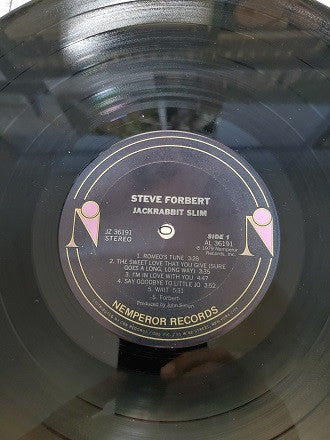 STEVE FORBERT
JACKRABBIT SLIM
JZ 36191
STEREO
SIDE 1
AL 36191
℗ 1979 Nemperor
Records, Inc.
1. ROMEO'S TUNE 3:28
2. THE SWEET LOVE THAT YOU GIVE (SURE
GOES A LONG, LONG WAY) 3:35
3. I'M IN LOVE WITH YOU 4:47
4. SAY GOODBYE TO LITTLE JO 3:52
5. WAIT 5:31
-S. Forbert-
Produced by John Simon
NEMPEROR RECORDS